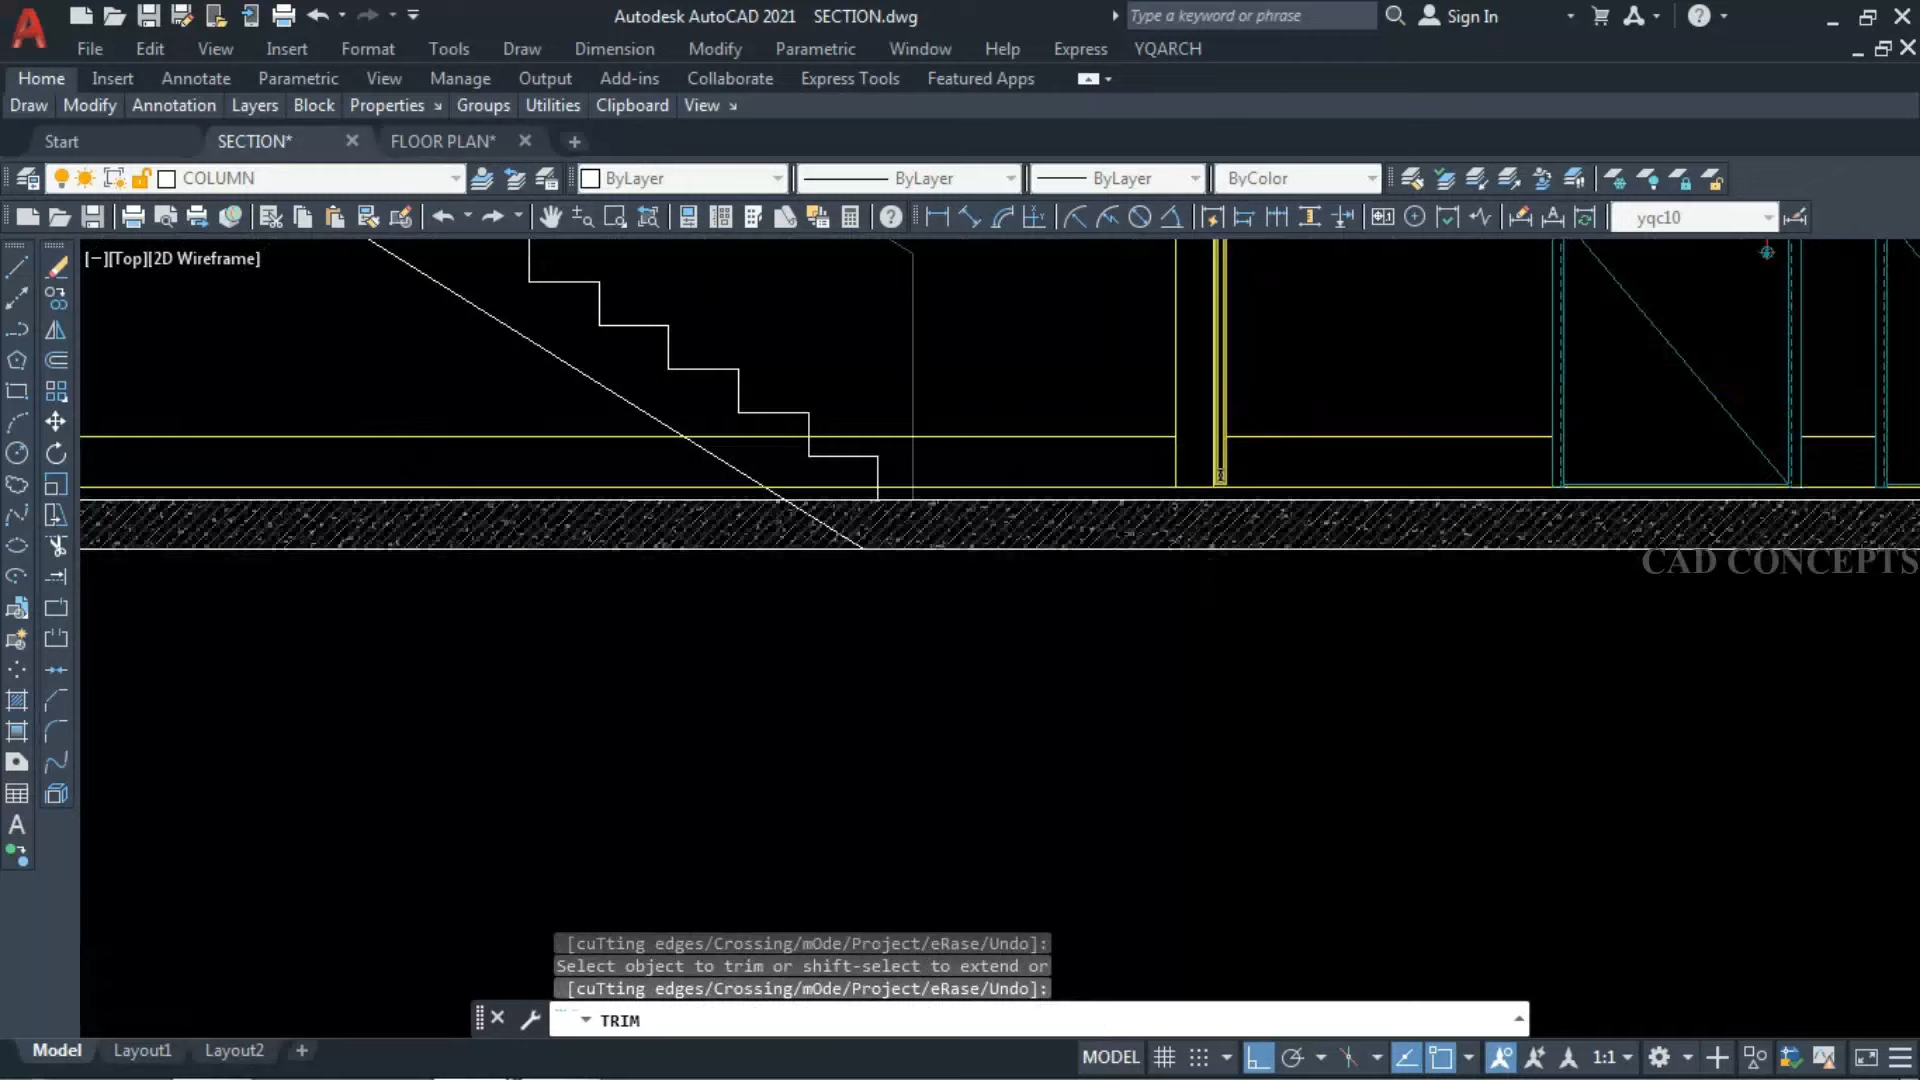 Autodesk AutoCAD 2021 SECTION.dwg
Type a keyword or phrase
Sign In
File Edit View Insert Format Tools Draw Dimension Modify Parametric Window Help Express YQARCH
Home Insert Annotate Parametric View Manage Output Add-ins Collaborate Express Tools Featured Apps
Draw Modify Annotation Layers Block Properties Groups Utilities Clipboard View
Start SECTION* FLOOR PLAN*
COLUMN ByLayer ByLayer ByLayer ByColor
yqc10
[−][Top][2D Wireframe]
CAD CONCEPTS
[cuTting edges/Crossing/mOde/Project/eRase/Undo]:
Select object to trim or shift-select to extend or
[cuTting edges/Crossing/mOde/Project/eRase/Undo]:
TRIM
Model Layout1 Layout2
MODEL 1:1